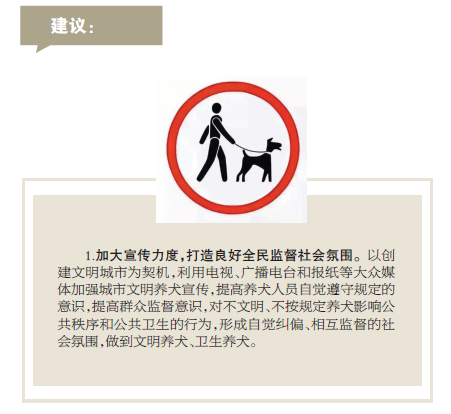 建议：
1.加大宣传力度，打造良好全民监督社会氛围。以创
建文明城市为契机，利用电视、广播电台和报纸等大众媒
体加强城市文明养犬宣传，提高养犬人员自觉遵守规定的
意识，提高群众监督意识，对不文明、不按规定养犬影响公
共秩序和公共卫生的行为，形成自觉纠偏、相互监督的社
会氛围，做到文明养犬、卫生养犬。